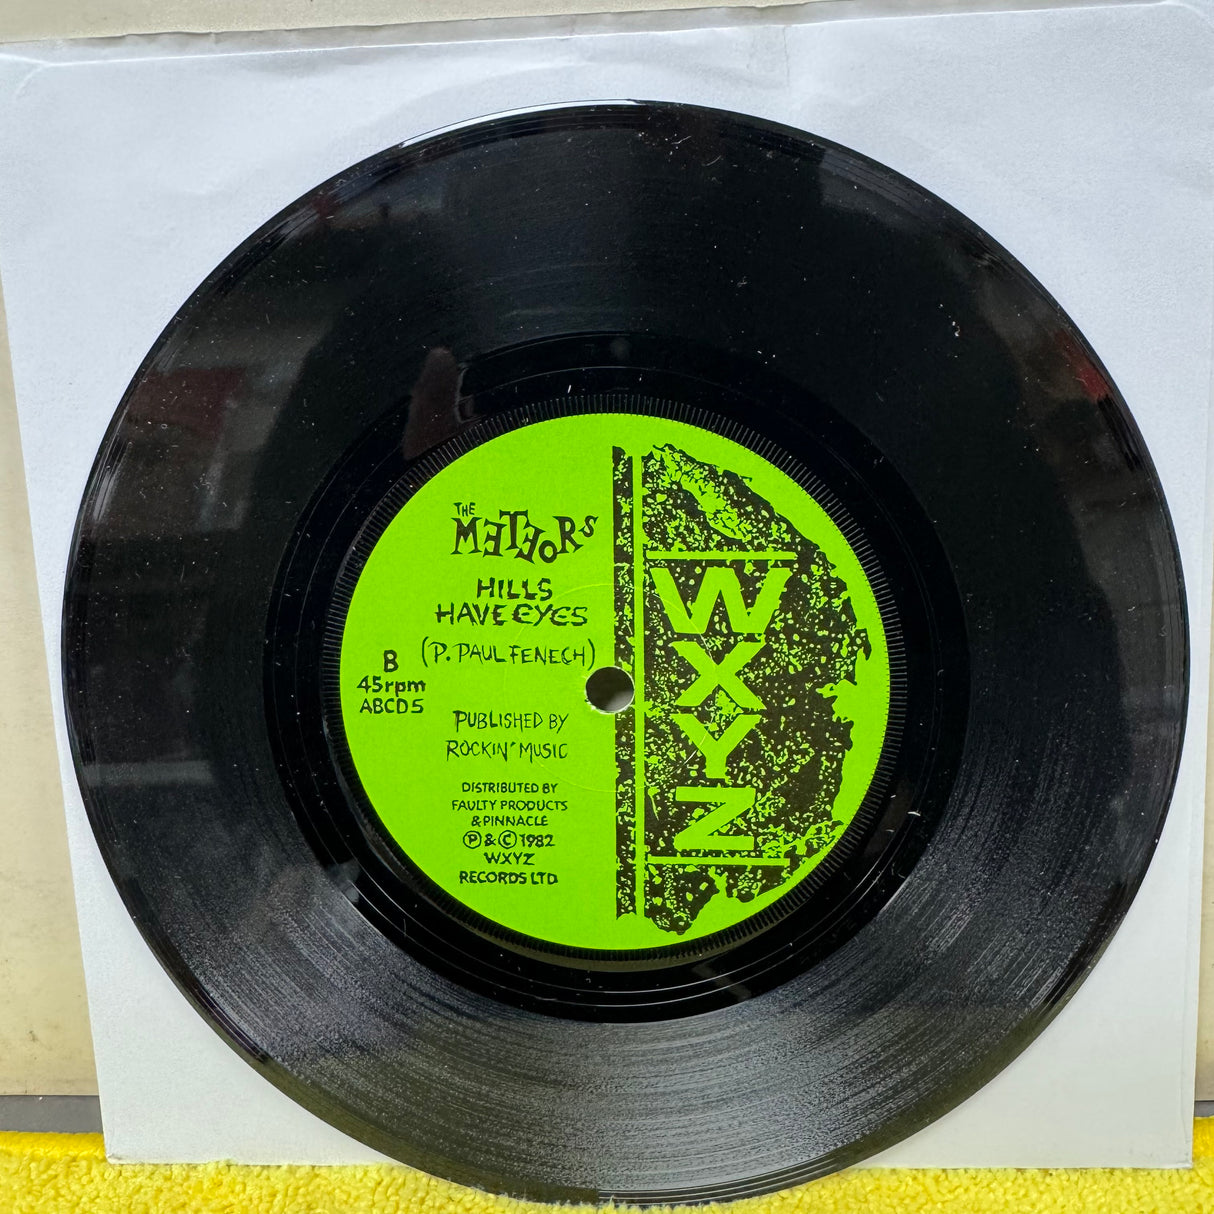 THE
METEORS
HILLS
HAVE EYES
(P. PAUL FENECH)
B
45rpm
ABCD5
PUBLISHED BY
ROCKIN' MUSIC
DISTRIBUTED BY
FAULTY PRODUCTS
& PINNACLE
Ⓟ & © 1982
WXYZ
RECORDS LTD.
WXYZ